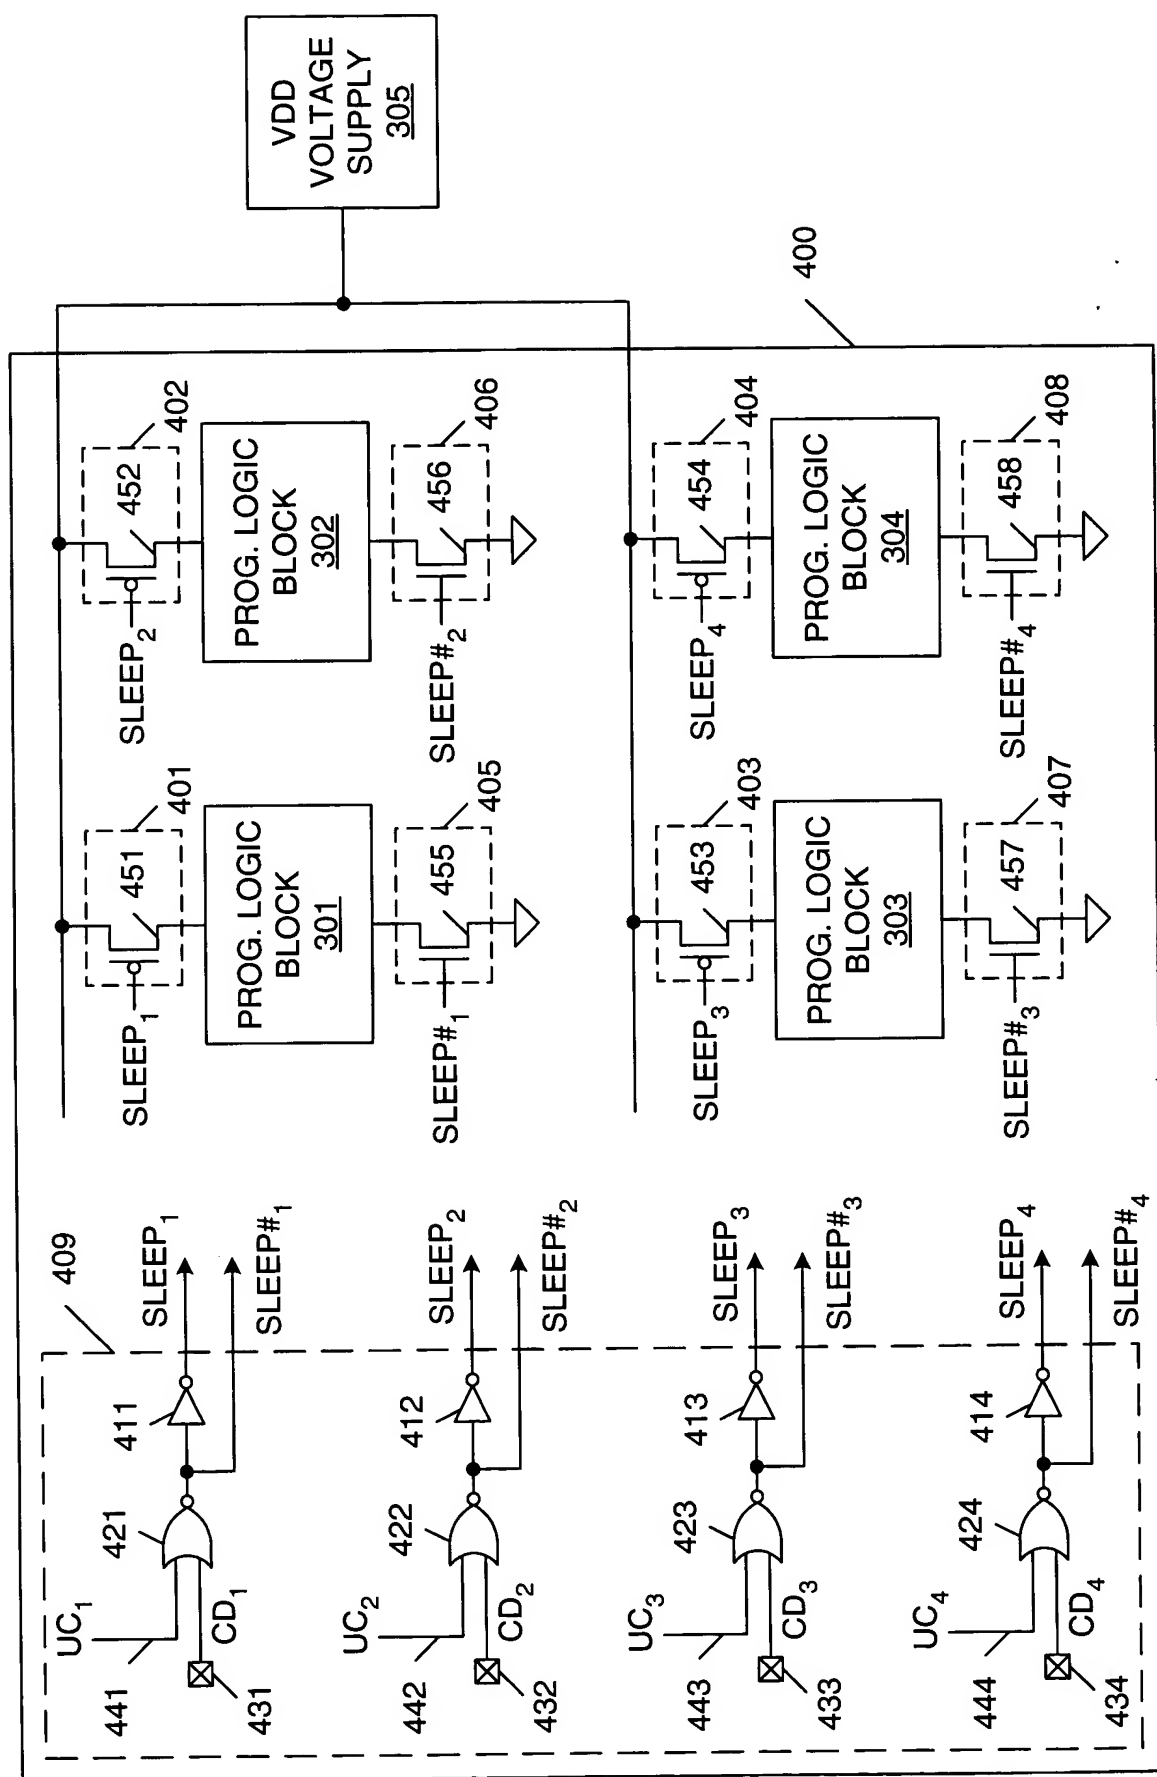 VDD
VOLTAGE
SUPPLY
305
400
409
UC₁
441
CD₁
431
421
411
SLEEP₁
SLEEP#₁
UC₂
442
CD₂
432
422
412
SLEEP₂
SLEEP#₂
UC₃
443
CD₃
433
423
413
SLEEP₃
SLEEP#₃
UC₄
444
CD₄
434
424
414
SLEEP₄
SLEEP#₄
SLEEP₁
451
401
PROG. LOGIC
BLOCK
301
SLEEP#₁
455
405
SLEEP₂
452
402
PROG. LOGIC
BLOCK
302
SLEEP#₂
456
406
SLEEP₃
453
403
PROG. LOGIC
BLOCK
303
SLEEP#₃
457
407
SLEEP₄
454
404
PROG. LOGIC
BLOCK
304
SLEEP#₄
458
408